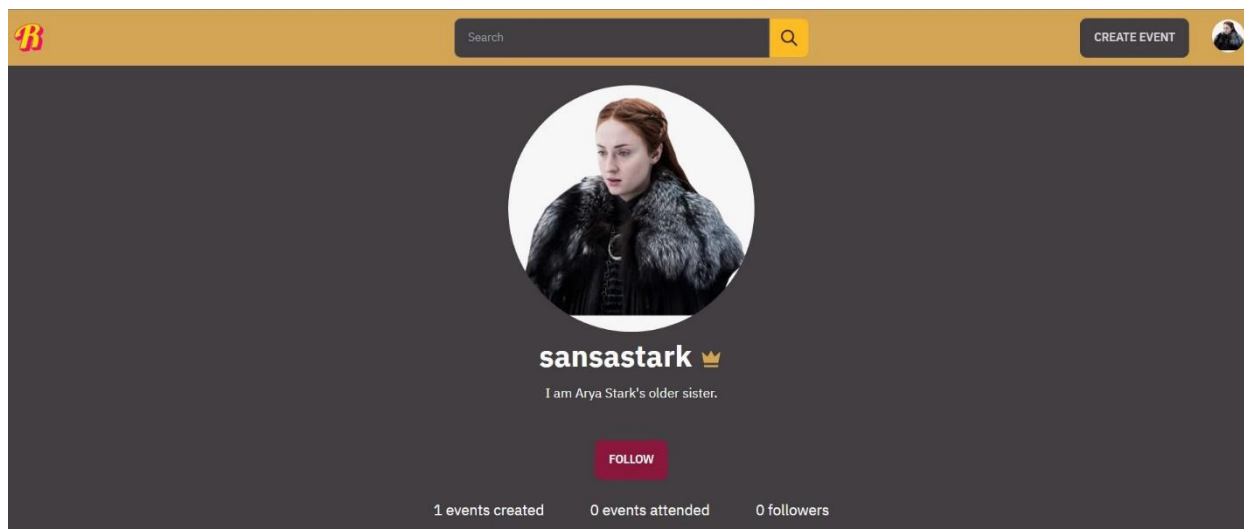 R
Search
CREATE EVENT
sansastark
I am Arya Stark's older sister.
FOLLOW
1 events created 0 events attended 0 followers